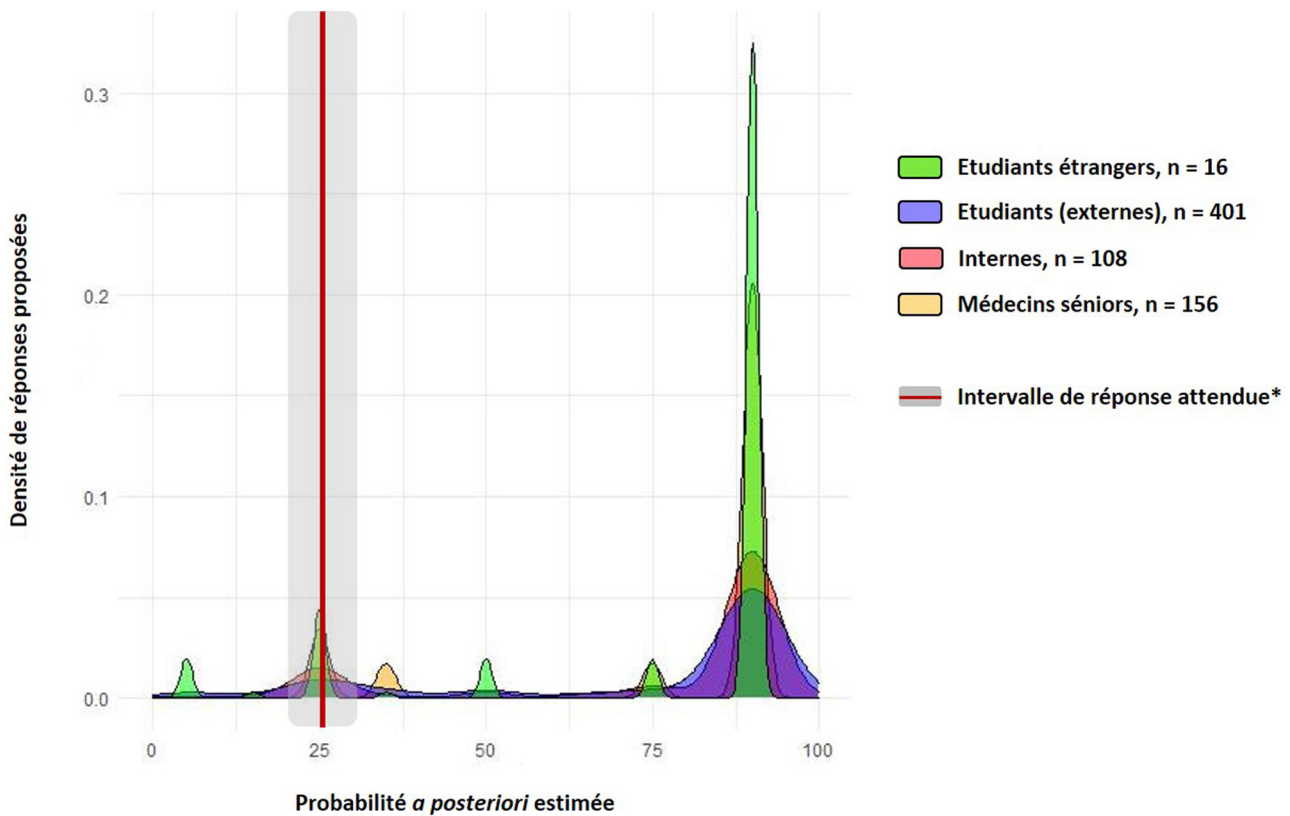 Densité de réponses proposées
0.3
0.2
0.1
0.0
0
25
50
75
100
Probabilité a posteriori estimée
Etudiants étrangers, n = 16
Etudiants (externes), n = 401
Internes, n = 108
Médecins séniors, n = 156
Intervalle de réponse attendue*